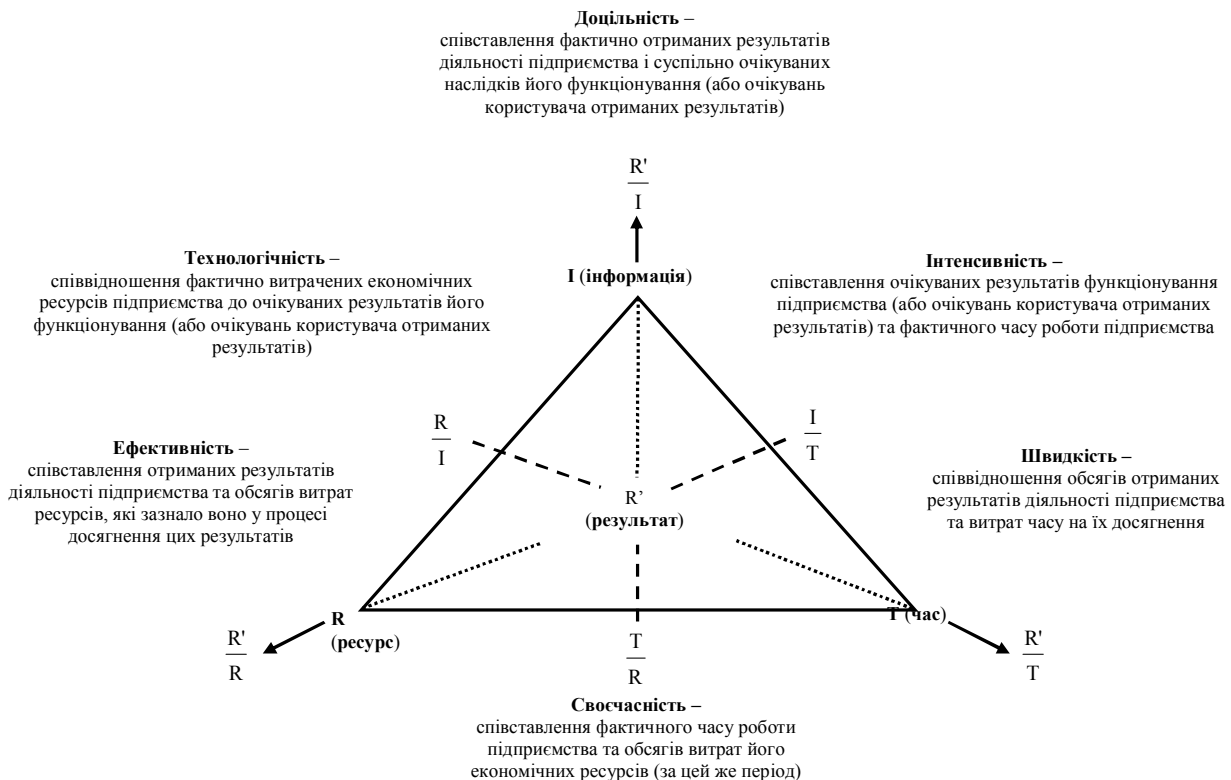 Доцільність –
співставлення фактично отриманих результатів
діяльності підприємства і суспільно очікуваних
наслідків його функціонування (або очікувань
користувача отриманих результатів)
R'
I
Технологічність –
співвідношення фактично витрачених економічних
ресурсів підприємства до очікуваних результатів його
функціонування (або очікувань користувача отриманих
результатів)
I (інформація)
Інтенсивність –
співставлення очікуваних результатів функціонування
підприємства (або очікувань користувача отриманих
результатів) та фактичного часу роботи підприємства
R
I
I
T
Ефективність –
співставлення отриманих результатів
діяльності підприємства та обсягів витрат
ресурсів, які зазнало воно у процесі
досягнення цих результатів
R’
(результат)
Швидкість –
співвідношення обсягів отриманих
результатів діяльності підприємства
та витрат часу на їх досягнення
R
(ресурс)
T (час)
R'
R
T
R
R'
T
Своєчасність –
співставлення фактичного часу роботи
підприємства та обсягів витрат його
економічних ресурсів (за цей же період)